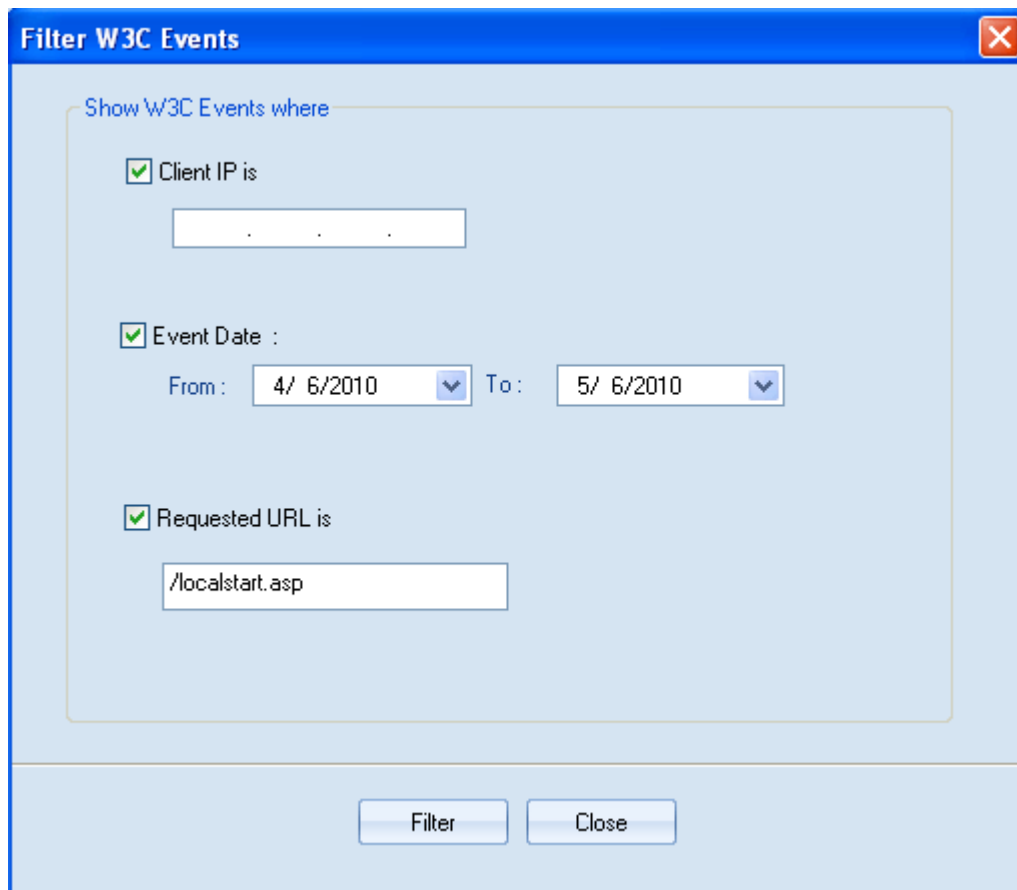 Filter W3C Events
Show W3C Events where
Client IP is
. . .
Event Date :
From : 4/ 6/2010 To : 5/ 6/2010
Requested URL is
/localstart.asp
Filter Close